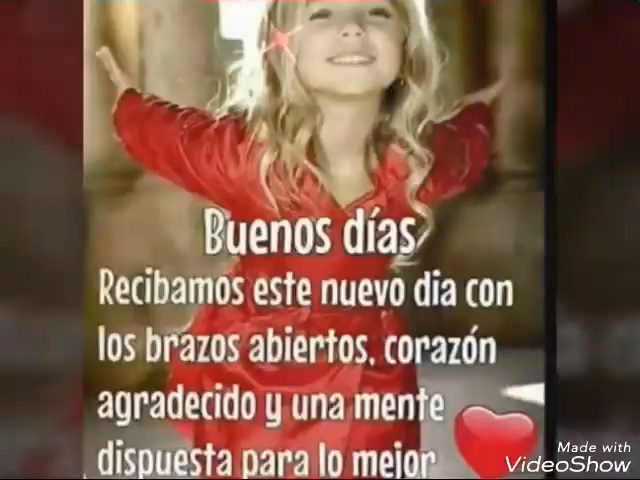 Buenos días
Recibamos este nuevo dia con
los brazos abiertos, corazón
agradecido y una mente
dispuesta para lo mejor
Made with
VideoShow